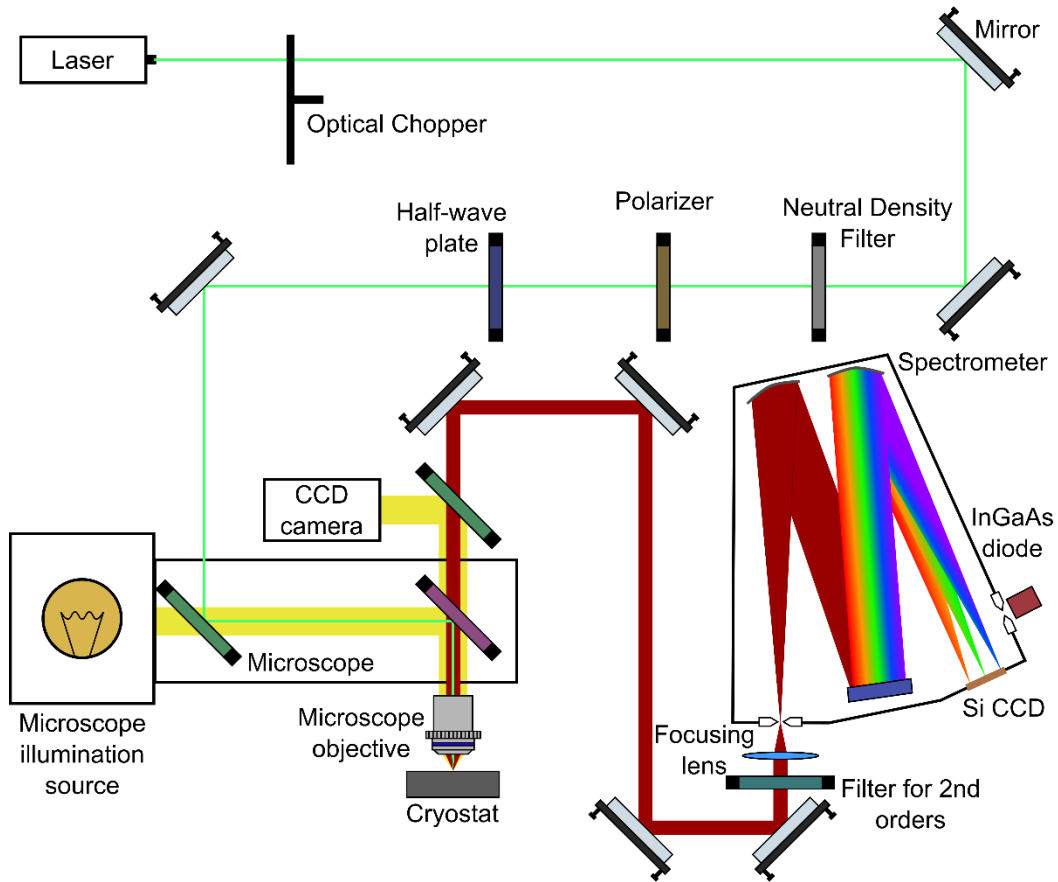 Laser
Mirror
Optical Chopper
Half-wave
plate
Polarizer
Neutral Density
Filter
Spectrometer
CCD
camera
InGaAs
diode
Microscope
Si CCD
Microscope
illumination
source
Microscope
objective
Focusing
lens
Cryostat
Filter for 2nd
orders